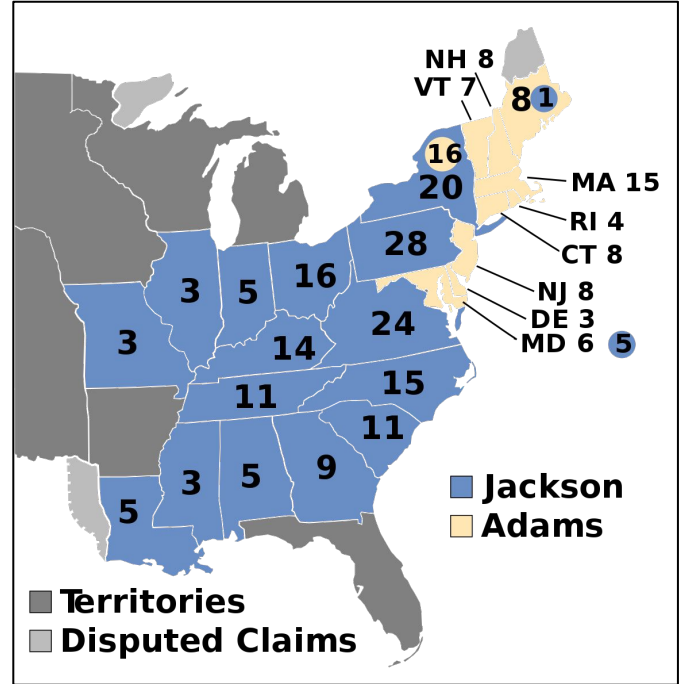 NH 8
VT 7
8 1
16
20
MA 15
RI 4
CT 8
28
NJ 8
DE 3
MD 6 5
3
5
16
24
3
14
11
15
11
3
5
9
5
Jackson
Adams
Territories
Disputed Claims